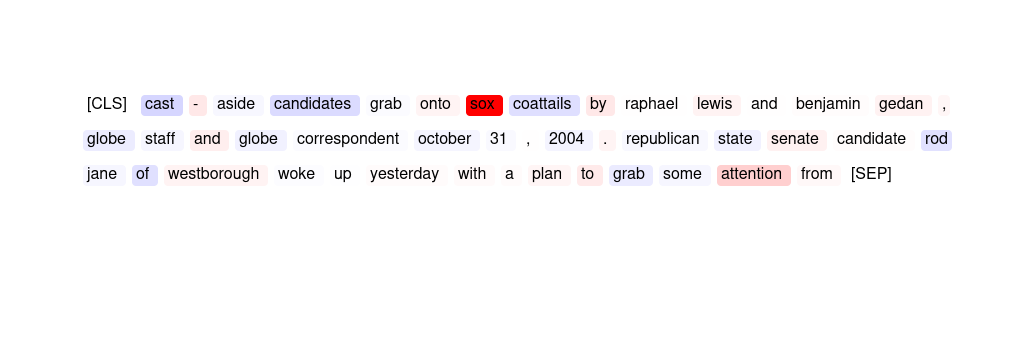 [CLS] cast - aside candidates grab onto sox coattails by raphael lewis and benjamin gedan ,
globe staff and globe correspondent october 31 , 2004 . republican state senate candidate rod
jane of westborough woke up yesterday with a plan to grab some attention from [SEP]